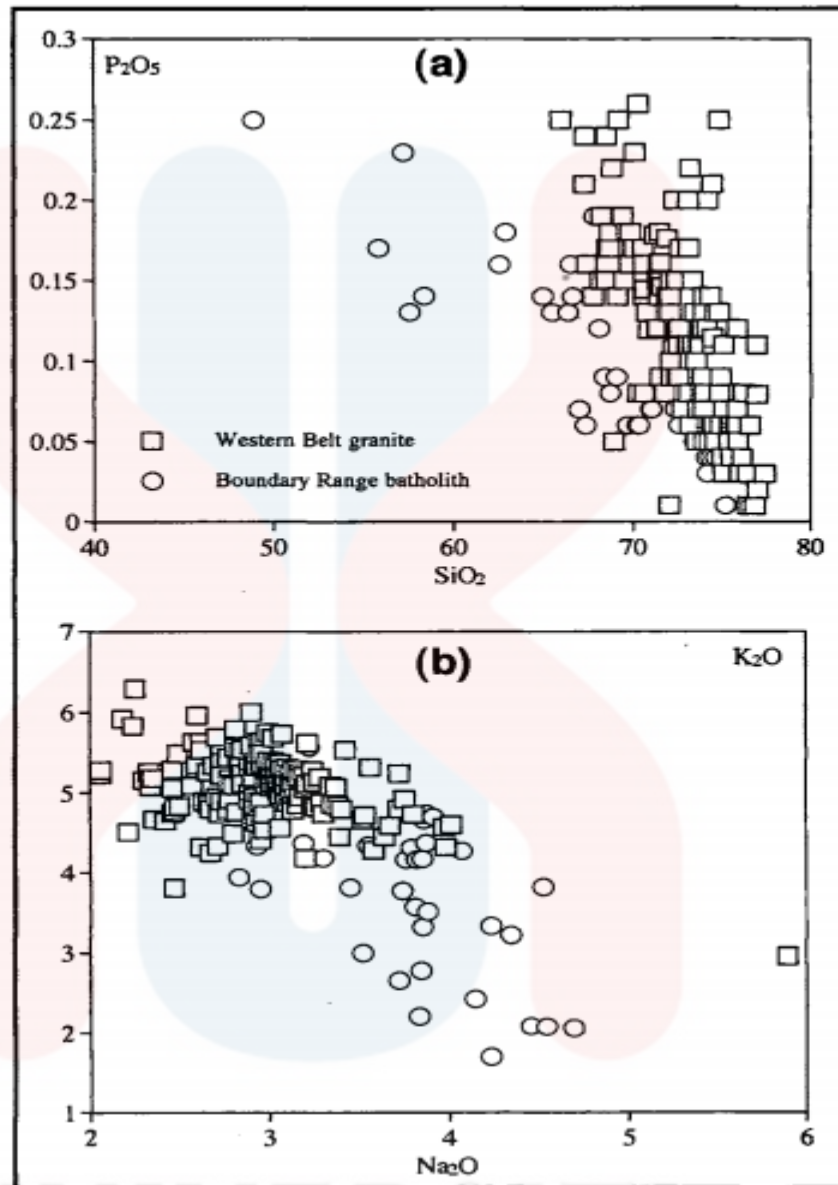 0.3
P₂O₅
(a)
0.25
0.2
0.15
0.1
0.05
0
Western Belt granite
Boundary Range batholith
40 50 60 70 80
SiO₂
7
(b)
K₂O
6
5
4
3
2
1
2 3 4 5 6
Na₂O